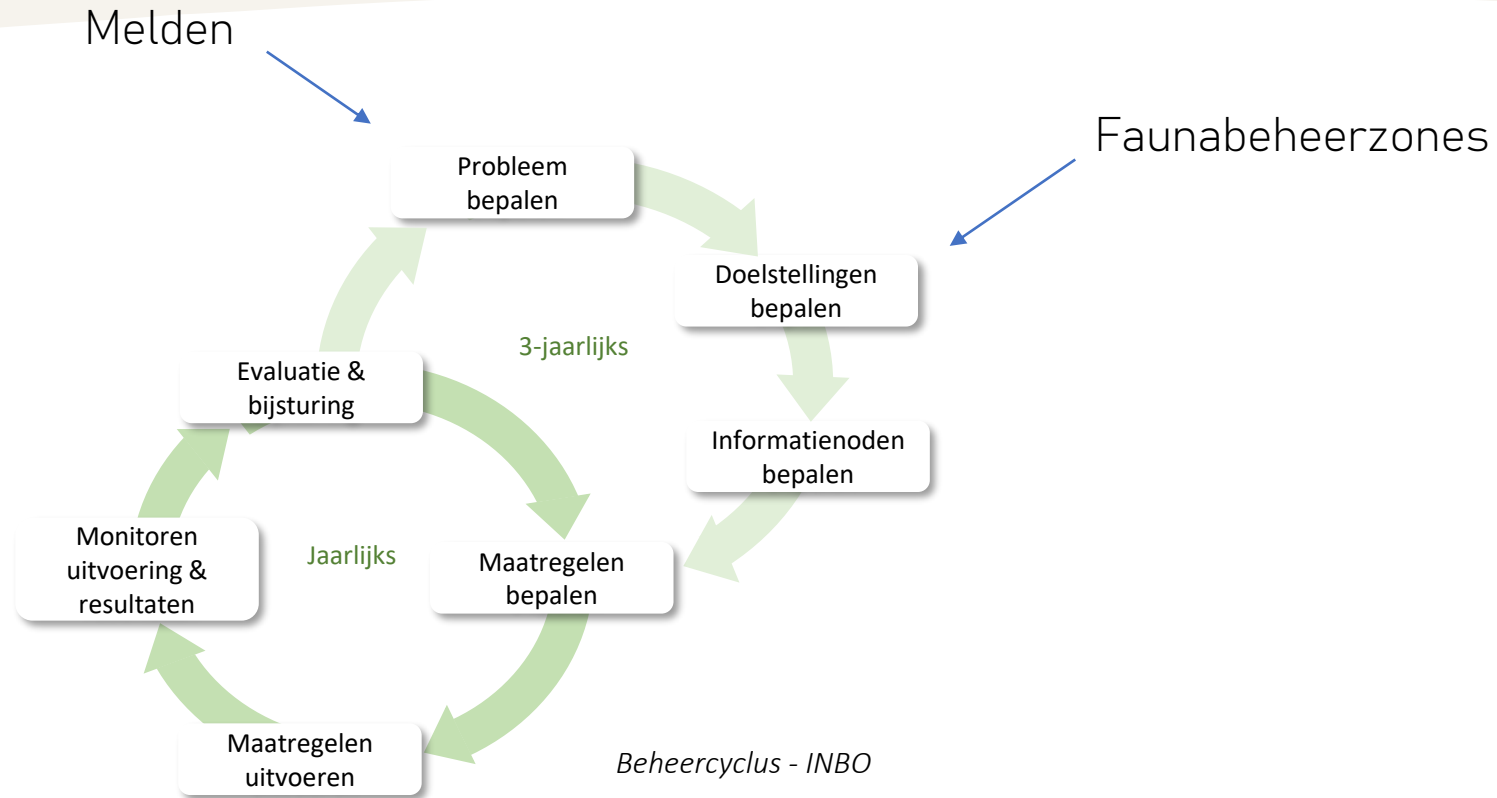 Melden
Faunabeheerzones
Probleem
bepalen
Doelstellingen
bepalen
3-jaarlijks
Evaluatie &
bijsturing
Informatienoden
bepalen
Monitoren
uitvoering &
resultaten
Jaarlijks
Maatregelen
bepalen
Maatregelen
uitvoeren
Beheercyclus - INBO